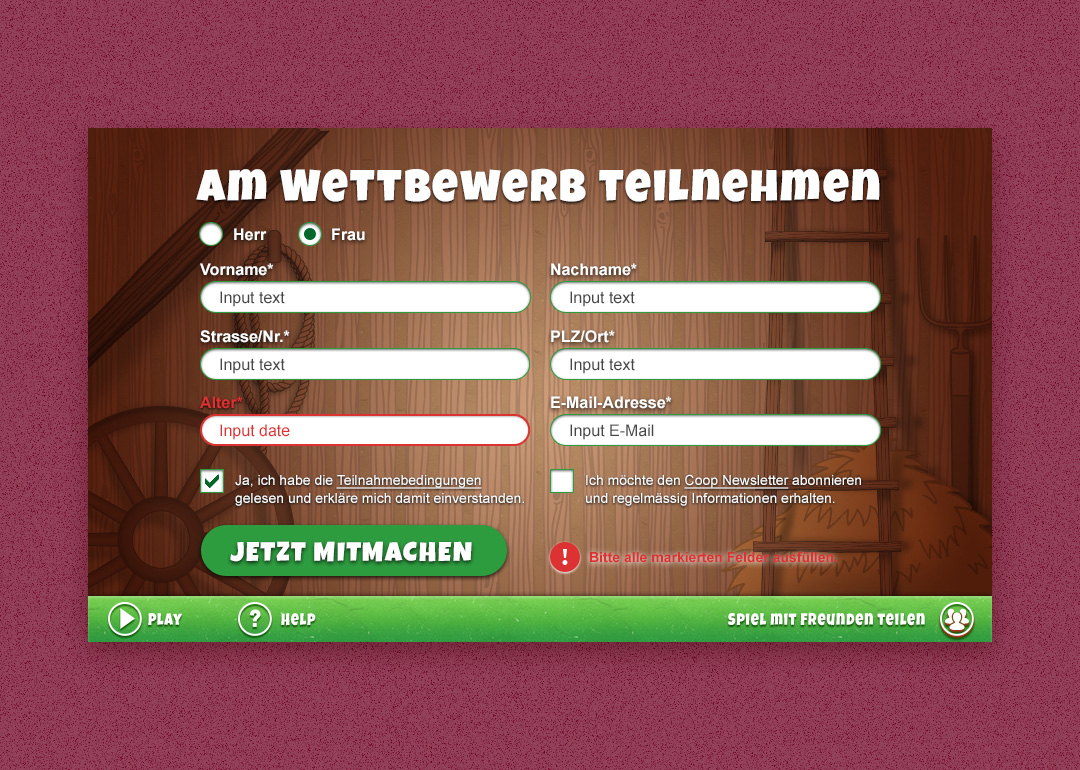 Am Wettbewerb teilnehmen
Herr Frau
Vorname* Nachname*
Input text Input text
Strasse/Nr.* PLZ/Ort*
Input text Input text
Alter* E-Mail-Adresse*
Input date Input E-Mail
Ja, ich habe die Teilnahmebedingungen
gelesen und erkläre mich damit einverstanden.
Ich möchte den Coop Newsletter abonnieren
und regelmässig Informationen erhalten.
JETZT MITMACHEN
! Bitte alle markierten Felder ausfüllen
PLAY ? HELP Spiel mit Freunden teilen